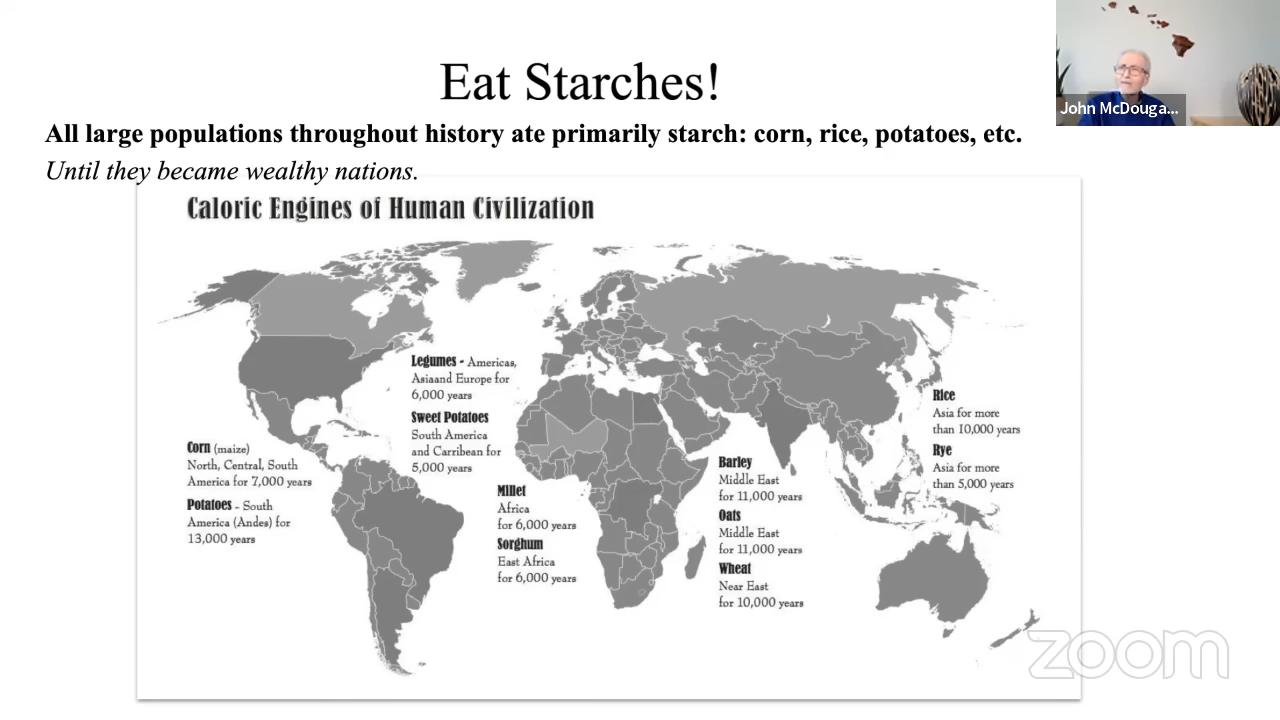 Eat Starches!
John McDouga...
All large populations throughout history ate primarily starch: corn, rice, potatoes, etc.
Until they became wealthy nations.
Caloric Engines of Human Civilization
Legumes - Americas,
Asiaand Europe for
6,000 years
Sweet Potatoes
South America
and Carribean for
5,000 years
Corn (maize)
North, Central, South
America for 7,000 years
Potatoes - South
America (Andes) for
13,000 years
Millet
Africa
for 6,000 years
Sorghum
East Africa
for 6,000 years
Barley
Middle East
for 11,000 years
Oats
Middle East
for 11,000 years
Wheat
Near East
for 10,000 years
Rice
Asia for more
than 10,000 years
Rye
Asia for more
than 5,000 years
zoom